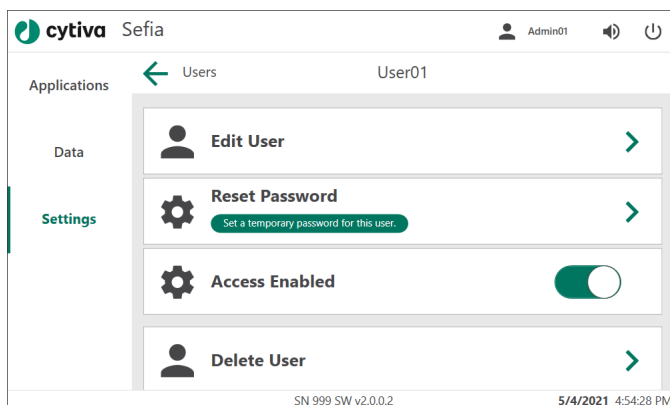 cytiva Sefia
Admin01
Applications
Data
Settings
Users
User01
Edit User
Reset Password
Set a temporary password for this user.
Access Enabled
Delete User
SN 999 SW v2.0.0.2
5/4/2021 4:54:28 PM